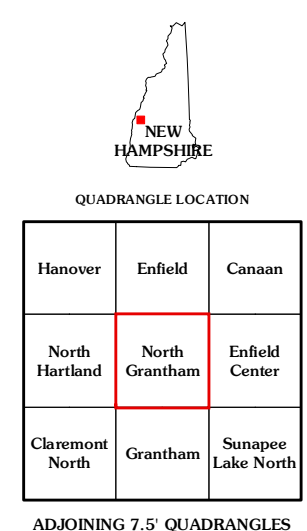 NEW
HAMPSHIRE
QUADRANGLE LOCATION
Hanover
Enfield
Canaan
North
Hartland
North
Grantham
Enfield
Center
Claremont
North
Grantham
Sunapee
Lake North
ADJOINING 7.5' QUADRANGLES